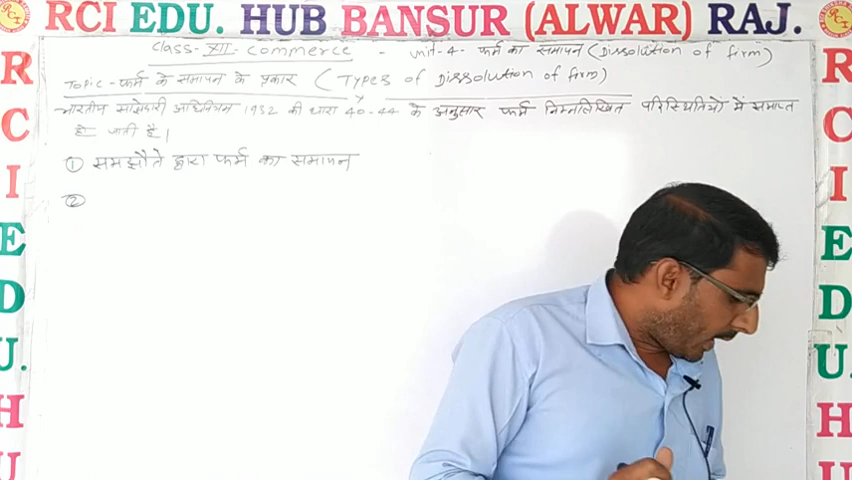 RCI EDU. HUB BANSUR (ALWAR) RAJ.
Class-XII- Commerce - unit-4- फर्म का समापन (Dissolution of firm)
Topic - फर्म के समापन के प्रकार (Types of Dissolution of firm)
भारतीय साझेदारी अधिनियम 1932 की धारा 40-44 के अनुसार फर्म निम्नलिखित परिस्थितियों में समाप्त
हो जाती है।
① समझौते द्वारा फर्म का समापन
②
R
C
I
E
D
U.
H
U
R
C
I
E
D
U.
H
U